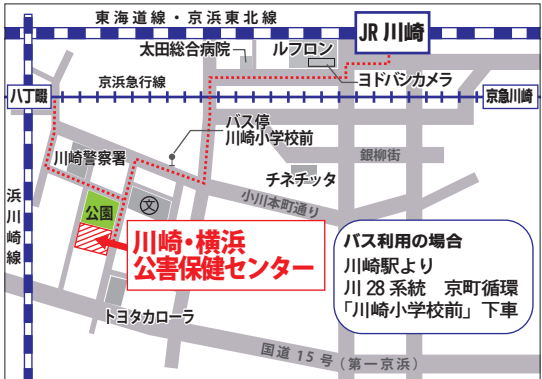 東海道線・京浜東北線
JR 川崎
太田総合病院
ルフロン
ヨドバシカメラ
京浜急行線
八丁畷
京急川崎
バス停
川崎小学校前
川崎警察署
銀柳街
チネチッタ
小川本町通り
公園
文
浜川崎線
川崎・横浜
公害保健センター
バス利用の場合
川崎駅より
川 28 系統　京町循環
「川崎小学校前」下車
トヨタカローラ
国道 15 号（第一京浜）